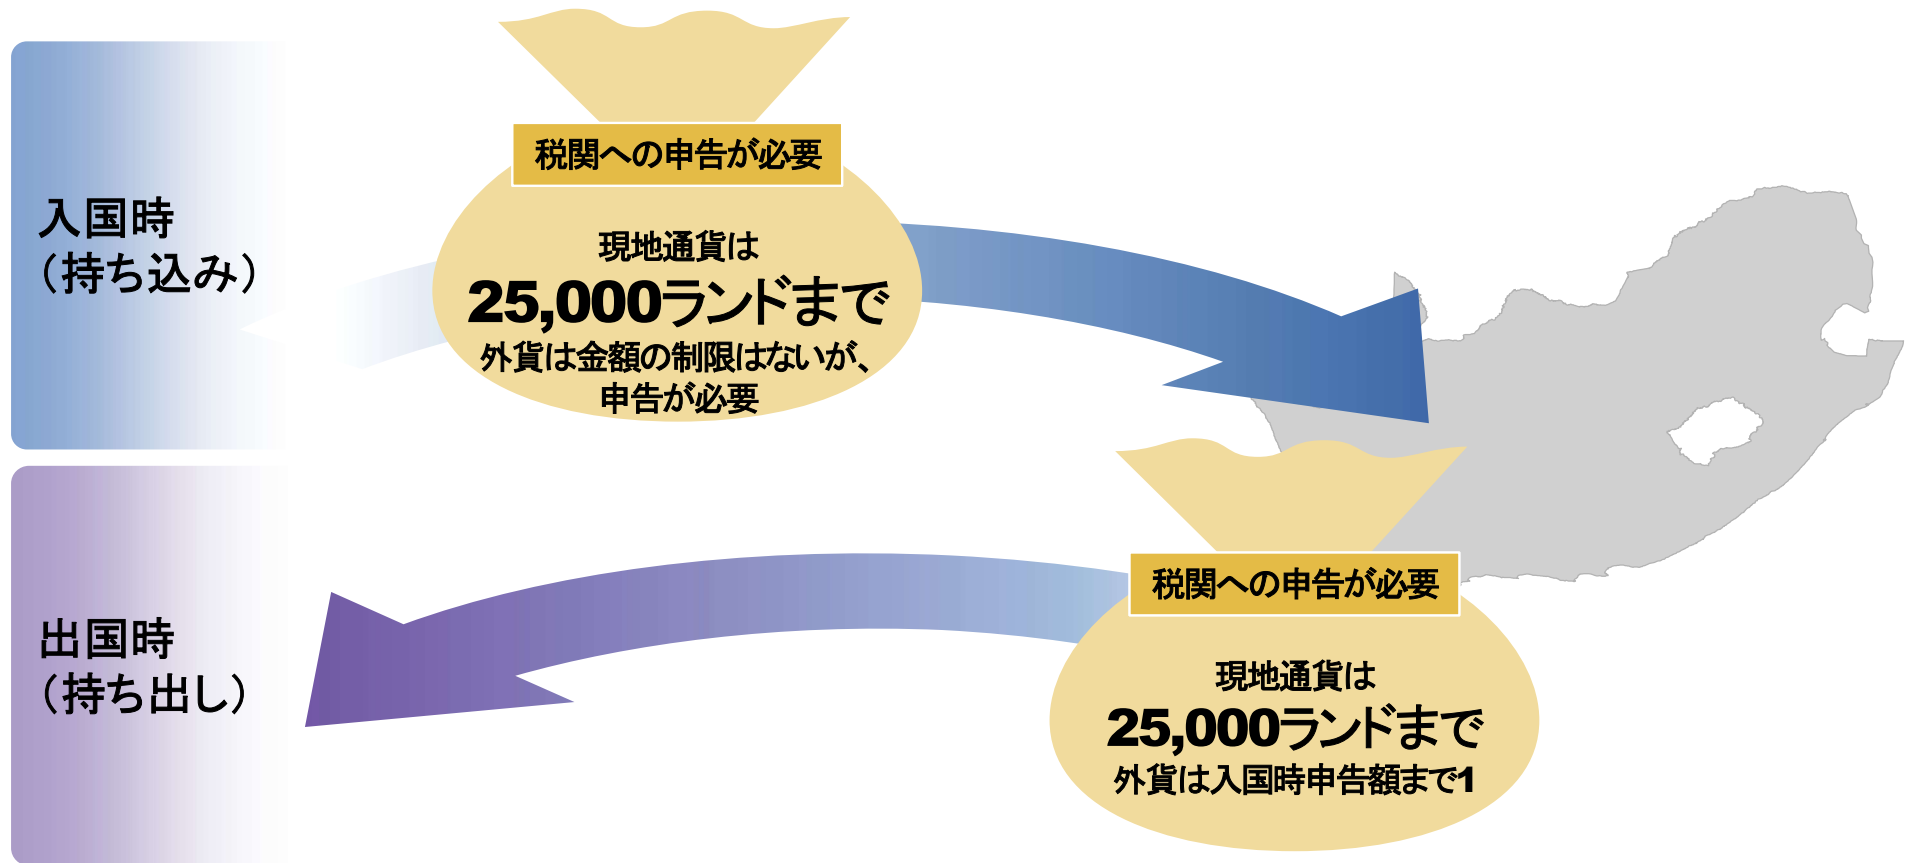 入国時
（持ち込み）
税関への申告が必要
現地通貨は
25,000ランドまで
外貨は金額の制限はないが、
申告が必要
出国時
（持ち出し）
税関への申告が必要
現地通貨は
25,000ランドまで
外貨は入国時申告額まで1